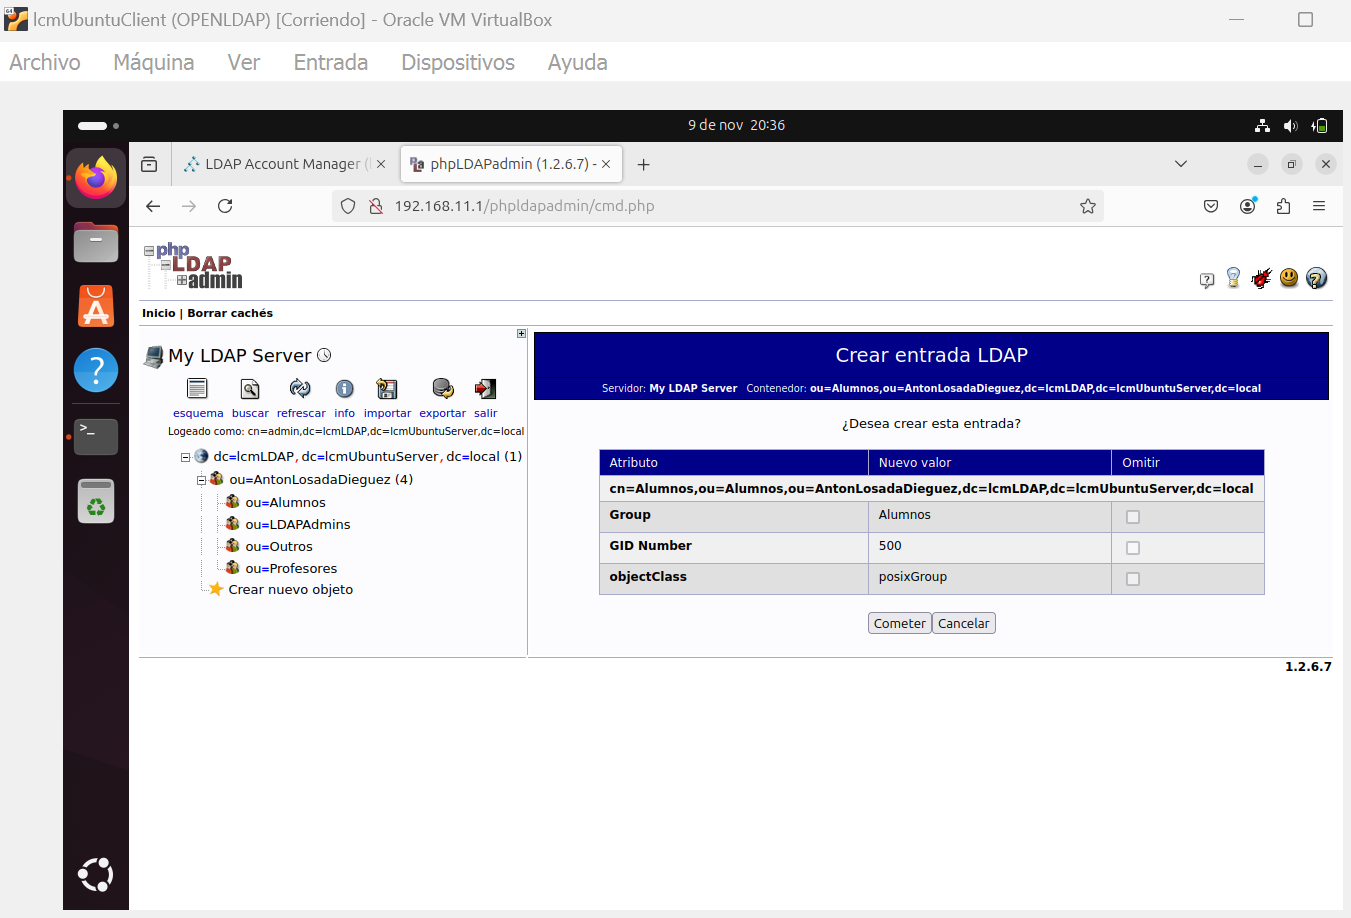 lcmUbuntuClient (OPENLDAP) [Corriendo] - Oracle VM VirtualBox
Archivo Máquina Ver Entrada Dispositivos Ayuda
9 de nov 20:36
LDAP Account Manager (
phpLDAPadmin (1.2.6.7) -
192.168.11.1/phpldapadmin/cmd.php
php
LDAP
admin
Inicio | Borrar cachés
My LDAP Server
esquema buscar refrescar info importar exportar salir
Logeado como: cn=admin,dc=lcmLDAP,dc=lcmUbuntuServer,dc=local
dc=lcmLDAP,dc=lcmUbuntuServer,dc=local (1)
ou=AntonLosadaDieguez (4)
ou=Alumnos
ou=LDAPAdmins
ou=Outros
ou=Profesores
Crear nuevo objeto
Crear entrada LDAP
Servidor: My LDAP Server Contenedor: ou=Alumnos,ou=AntonLosadaDieguez,dc=lcmLDAP,dc=lcmUbuntuServer,dc=local
¿Desea crear esta entrada?
Atributo Nuevo valor Omitir
cn=Alumnos,ou=Alumnos,ou=AntonLosadaDieguez,dc=lcmLDAP,dc=lcmUbuntuServer,dc=local
Group Alumnos
GID Number 500
objectClass posixGroup
Cometer Cancelar
1.2.6.7